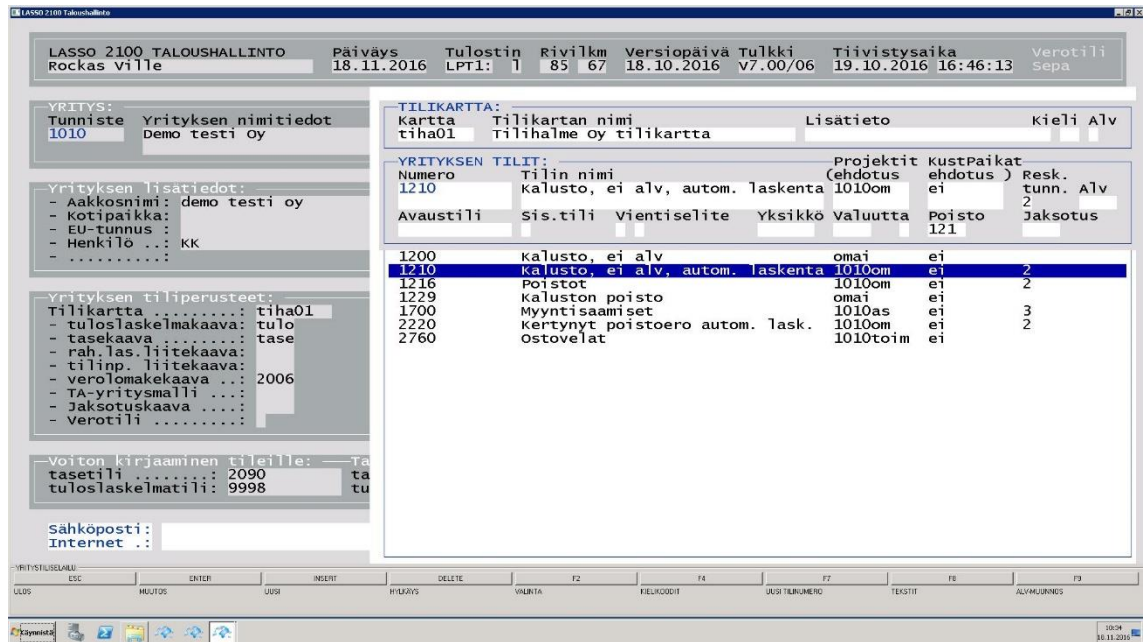 LASSO 2100 Taloushallinto
LASSO 2100 TALOUSHALLINTO Päiväys Tulostin Rivilkm Versiopäivä Tulkki Tiivistysaika Verotili
Rockas Ville 18.11.2016 LPT1: 1 85 67 18.10.2016 v7.00/06 19.10.2016 16:46:13 Sepa
YRITYS:
Tunniste Yrityksen nimitiedot
1010 Demo testi Oy
Yrityksen lisätiedot:
- Aakkosnimi: demo testi oy
- Kotipaikka:
- EU-tunnus :
- Henkilö ..: KK
- ..........:
Yrityksen tiliperusteet:
Tilikartta .........: tiha01
- tuloslaskelmakaava: tulo
- tasekaava ........: tase
- rah.las.liitekaava:
- tilinp. liitekaava:
- verolomakekaava ..: 2006
- TA-yritysmalli ...:
- Jaksotuskaava ....:
- Verotili .........:
Voiton kirjaaminen tileille: Ta
tasetili ........: 2090 ta
tuloslaskelmatili: 9998 tu
Sähköposti:
Internet .:
TILIKARTTA:
Kartta Tilikartan nimi Lisätieto Kieli Alv
tiha01 Tilihalme Oy tilikartta
YRITYKSEN TILIT: Projektit KustPaikat
Numero Tilin nimi (ehdotus ehdotus ) Resk.
1210 Kalusto, ei alv, autom. laskenta 1010om ei tunn. Alv
2
Avaustili Sis.tili Vientiselite Yksikkö Valuutta Poisto Jaksotus
121
1200 Kalusto, ei alv omai ei
1210 Kalusto, ei alv, autom. laskenta 1010om ei 2
1216 Poistot 1010om ei 2
1229 Kaluston poisto omai ei
1700 Myyntisaamiset 1010as ei 3
2220 Kertynyt poistoero autom. lask. 1010om ei 2
2760 Ostovelat 1010toim ei
YRITYSTILISELAILU
ESC ENTER INSERT DELETE F2 F4 F7 F8 F9
ULOS MUUTOS UUSI HYLKÄYS VALINTA KIELIKOODIT UUSI TILINUMERO TEKSTIT ALV-MUUNNOS
Käynnistä
10:34
18.11.2016